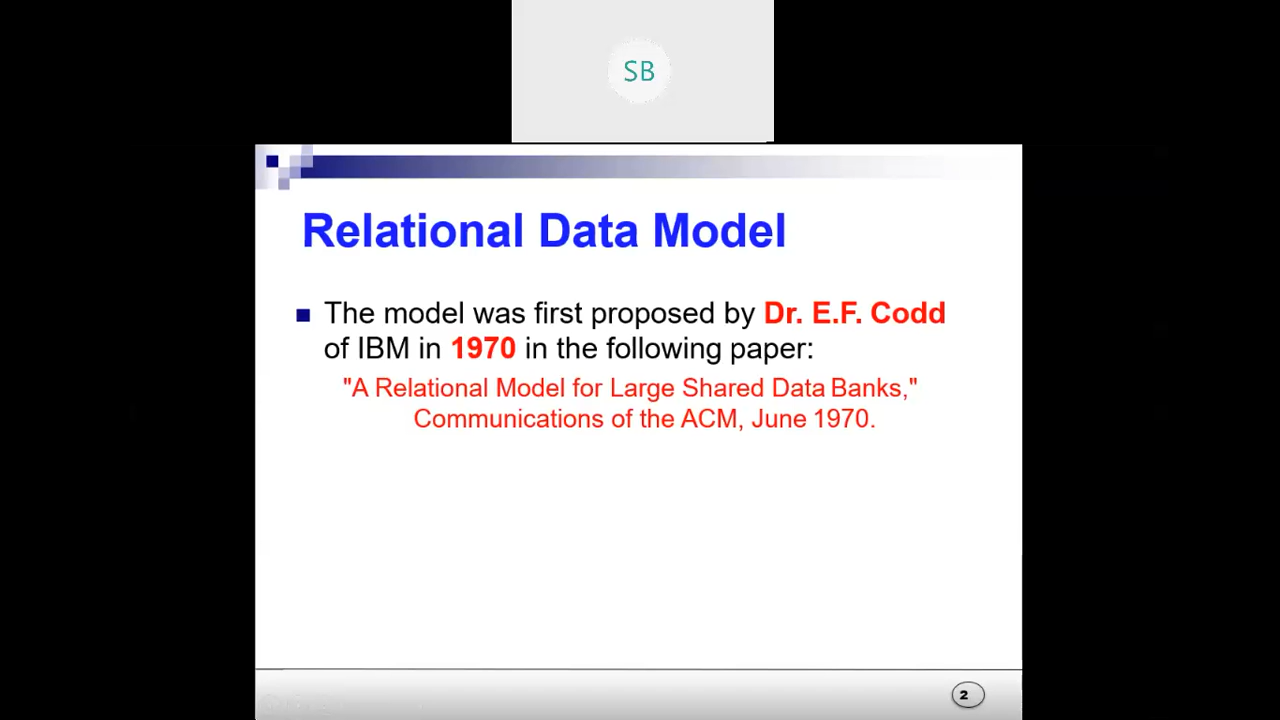 SB
Relational Data Model
The model was first proposed by Dr. E.F. Codd
of IBM in 1970 in the following paper:
"A Relational Model for Large Shared Data Banks,"
Communications of the ACM, June 1970.
2